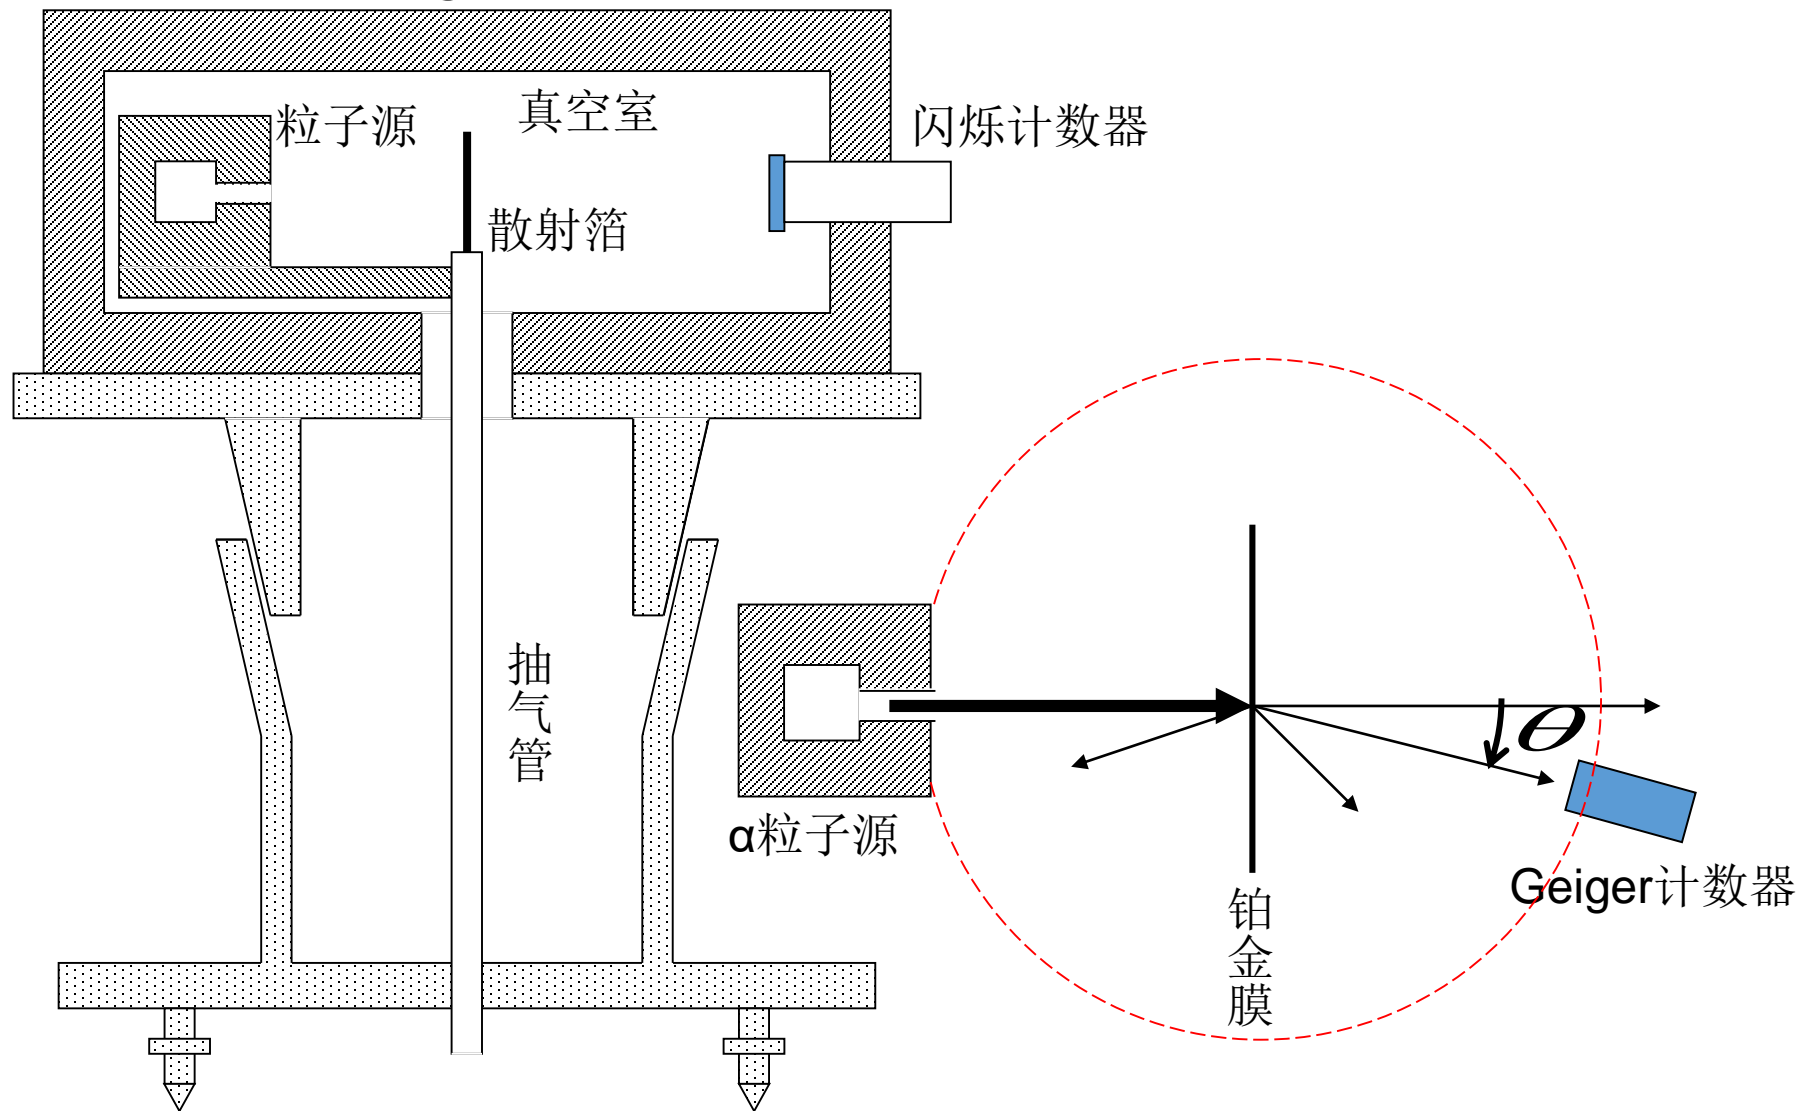 粒子源
真空室
闪烁计数器
散射箔
抽气管
θ
α粒子源
Geiger计数器
铂金膜